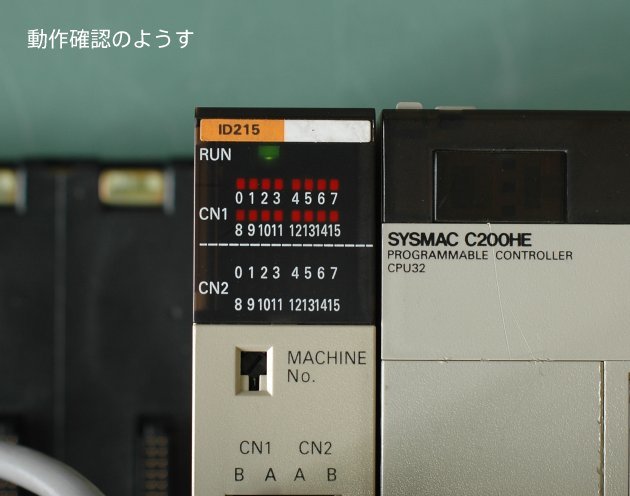 動作確認のようす
ID215
RUN
0 1 2 3 4 5 6 7
CN1
8 9 10 11 12 13 14 15
0 1 2 3 4 5 6 7
CN2
8 9 10 11 12 13 14 15
MACHINE
No.
CN1 CN2
B A A B
SYSMAC C200HE
PROGRAMMABLE CONTROLLER
CPU32